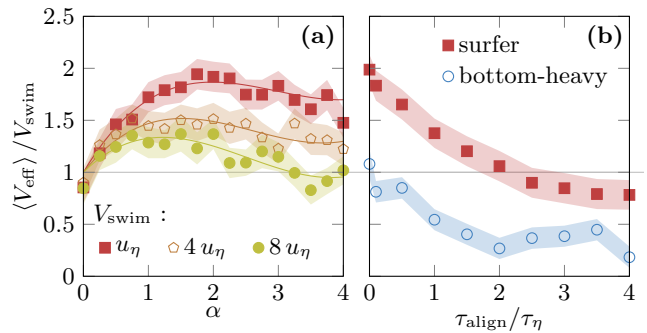 (a)
(b)
surfer
bottom-heavy
2.5
2
1.5
1
0.5
0
⟨V_eff⟩/V_swim
V_swim :
u_η 4 u_η 8 u_η
0 1 2 3 4
α
0 1 2 3 4
τ_align/τ_η